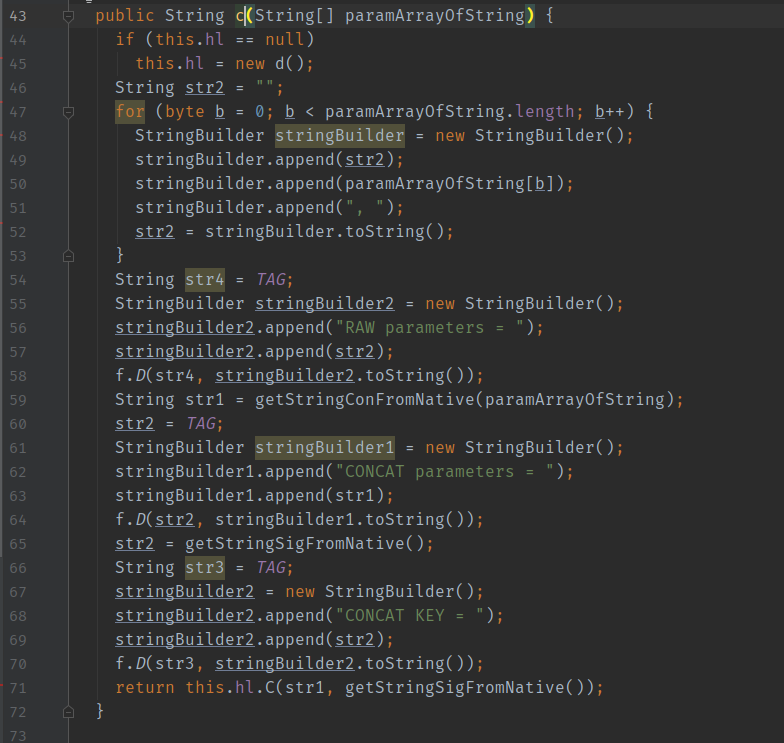 43 public String c(String[] paramArrayOfString) {
44 if (this.hl == null)
45 this.hl = new d();
46 String str2 = "";
47 for (byte b = 0; b < paramArrayOfString.length; b++) {
48 StringBuilder stringBuilder = new StringBuilder();
49 stringBuilder.append(str2);
50 stringBuilder.append(paramArrayOfString[b]);
51 stringBuilder.append(", ");
52 str2 = stringBuilder.toString();
53 }
54 String str4 = TAG;
55 StringBuilder stringBuilder2 = new StringBuilder();
56 stringBuilder2.append("RAW parameters = ");
57 stringBuilder2.append(str2);
58 f.D(str4, stringBuilder2.toString());
59 String str1 = getStringConFromNative(paramArrayOfString);
60 str2 = TAG;
61 StringBuilder stringBuilder1 = new StringBuilder();
62 stringBuilder1.append("CONCAT parameters = ");
63 stringBuilder1.append(str1);
64 f.D(str2, stringBuilder1.toString());
65 str2 = getStringSigFromNative();
66 String str3 = TAG;
67 stringBuilder2 = new StringBuilder();
68 stringBuilder2.append("CONCAT KEY = ");
69 stringBuilder2.append(str2);
70 f.D(str3, stringBuilder2.toString());
71 return this.hl.C(str1, getStringSigFromNative());
72 }
73